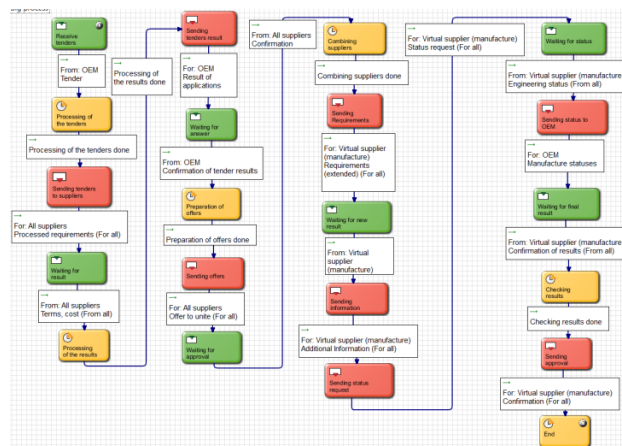 Receive
tenders
From: OEM
Tender
Processing of
the tenders
Processing of the tenders done
Sending tenders
to suppliers
For: All suppliers
Processed requirements (For all)
Waiting for
result
From: All suppliers
Terms, cost (From all)
Processing
of the results
Processing of
the results done
Sending
tenders result
For: OEM
Result of
applications
Waiting for
answer
From: OEM
Confirmation of tender results
Preparation of
offers
Preparation of offers done
Sending offers
For: All suppliers
Offer to unite (For all)
Waiting for
approval
From: All suppliers
Confirmation
Combining
suppliers
Combining suppliers done
Sending
Requirements
For: Virtual supplier
(manufacture)
Requirements
(extended) (For all)
Waiting for new
result
From: Virtual
supplier
(manufacture)
Sending
information
For: Virtual supplier (manufacture)
Additional Information (For all)
Sending status
request
For: Virtual supplier (manufacture)
Status request (For all)
Waiting for status
From: Virtual supplier (manufacture
Engineering status (From all)
Sending status to
OEM
For: OEM
Manufacture statuses
Waiting for final
result
From: Virtual supplier (manufacture
Confirmation of results (From all)
Checking
results
Checking results done
Sending
approval
For: Virtual supplier (manufacture)
Confirmation (For all)
End